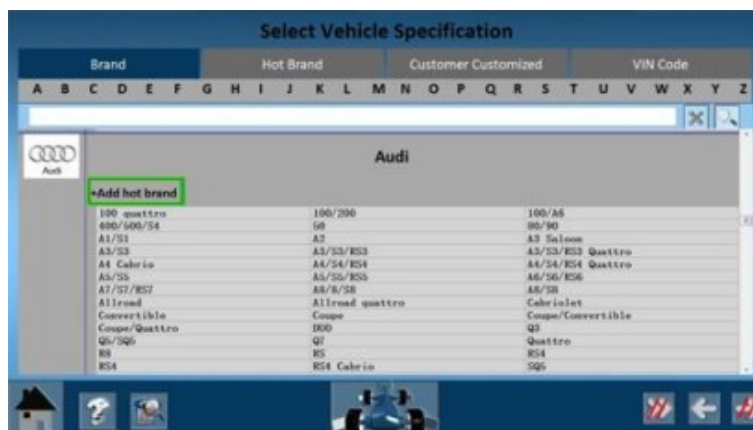 Select Vehicle Specification
Brand Hot Brand Customer Customized VIN Code
A B C D E F G H I J K L M N O P Q R S T U V W X Y Z
Audi
Audi
+Add hot brand
100 quattro 100/200 100/A6
400/500/S4 50 80/90
A1/S1 A2 A3 Saloon
A3/S3 A3/S3/RS3 A3/S3/RS3 Quattro
A4 Cabrio A4/S4/RS4 A4/S4/RS4 Quattro
A5/S5 A5/S5/RS5 A6/S6/RS6
A7/S7/RS7 A8/8/S8 A8/S8
Allroad Allroad quattro Cabriolet
Convertible Coupe Coupe/Convertible
Coupe/Quattro Q3
Q5/SQ5 Q7 Quattro
R8 RS RS4
RS4 RS4 Cabrio SQ5